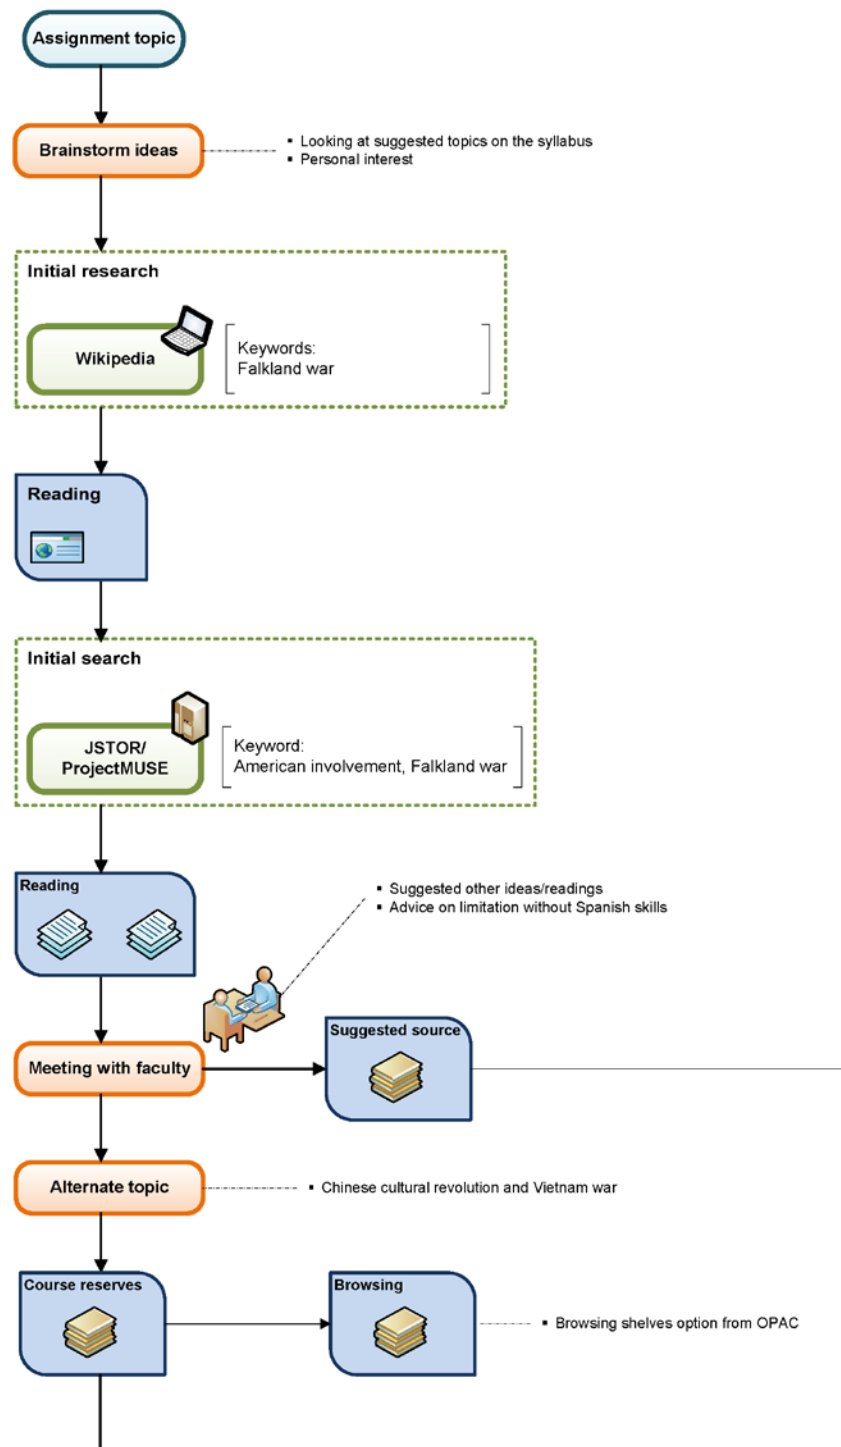 Assignment topic
Brainstorm ideas
▪ Looking at suggested topics on the syllabus
▪ Personal interest
Initial research
Wikipedia
Keywords:
Falkland war
Reading
Initial search
JSTOR/
ProjectMUSE
Keyword:
American involvement, Falkland war
Reading
▪ Suggested other ideas/readings
▪ Advice on limitation without Spanish skills
Meeting with faculty
Suggested source
Alternate topic
▪ Chinese cultural revolution and Vietnam war
Course reserves
Browsing
▪ Browsing shelves option from OPAC